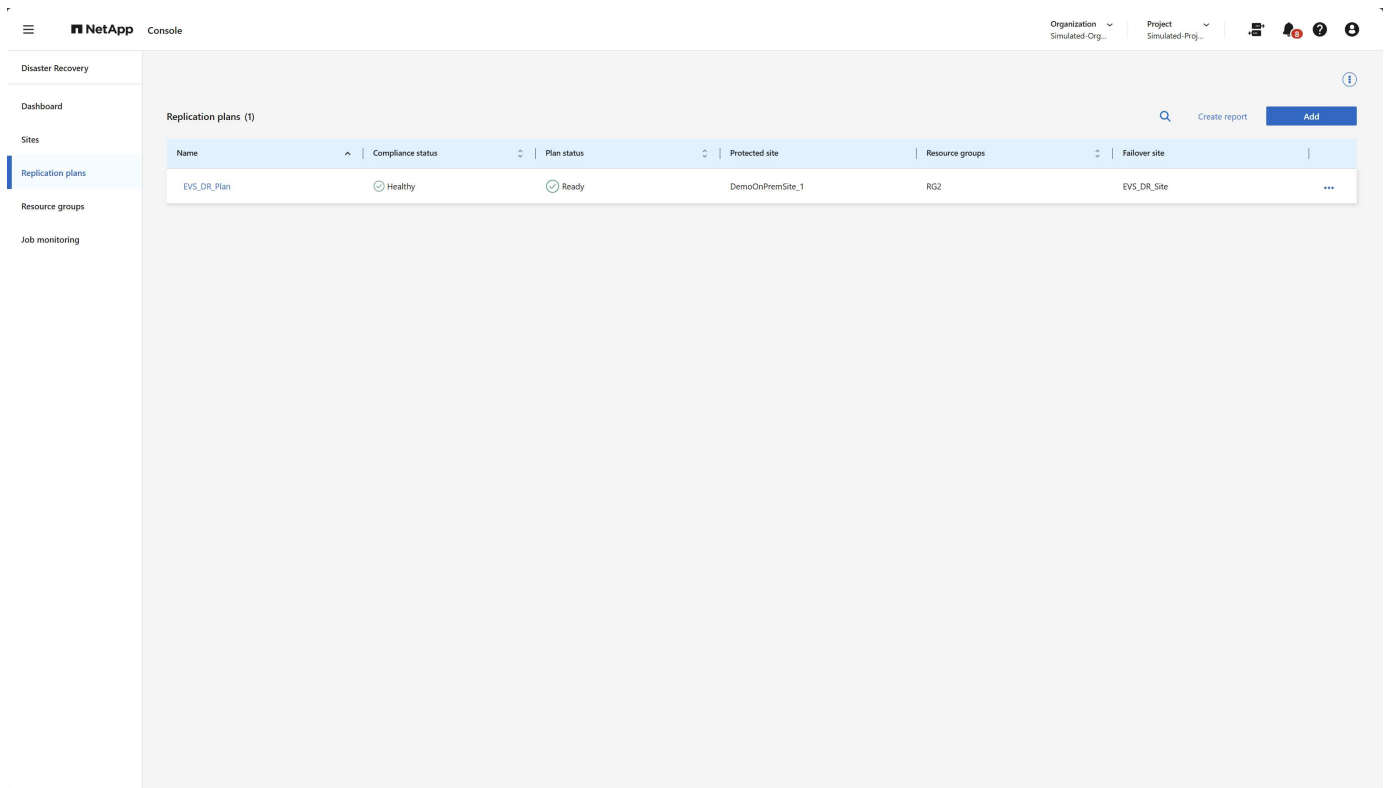 NetApp Console
Organization
Simulated-Org...
Project
Simulated-Proj...
8
?
Disaster Recovery
Dashboard
Sites
Replication plans
Resource groups
Job monitoring
Replication plans (1)
Create report
Add
Name
Compliance status
Plan status
Protected site
Resource groups
Failover site
EVS_DR_Plan
Healthy
Ready
DemoOnPremSite_1
RG2
EVS_DR_Site